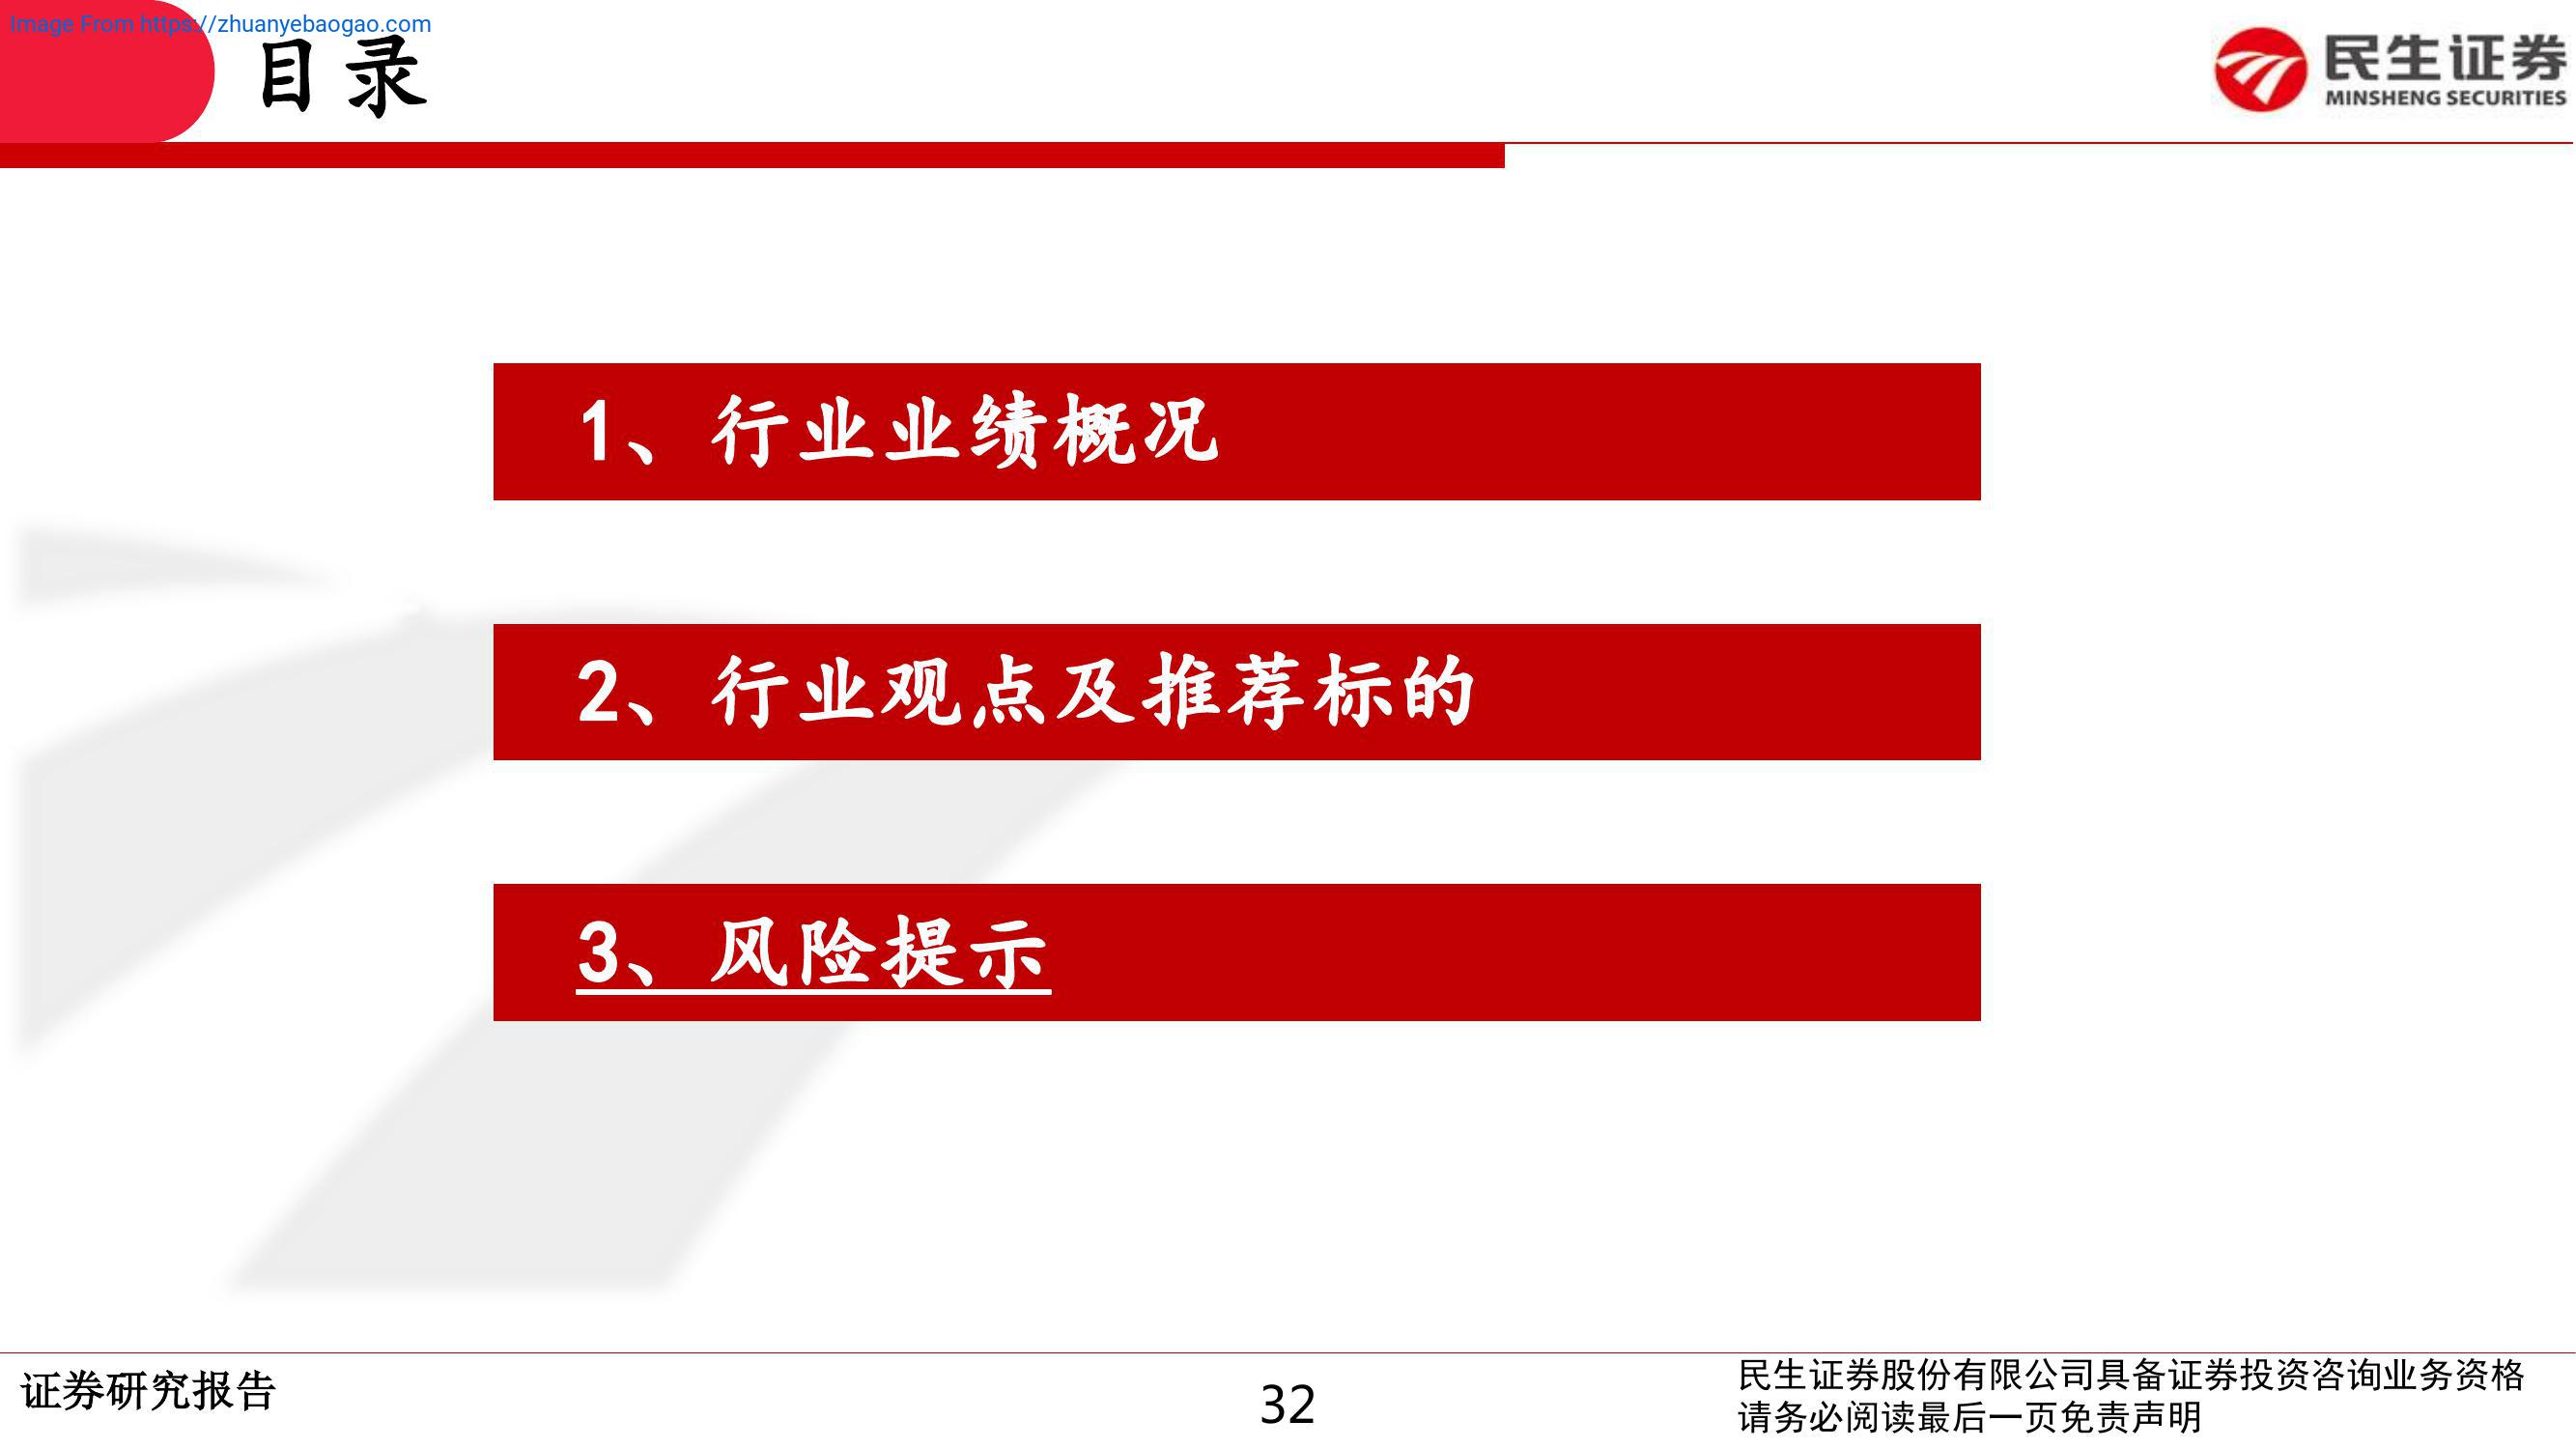 Image From https://zhuanyebaogao.com
目录
民生证券
MINSHENG SECURITIES
1、行业业绩概况
2、行业观点及推荐标的
3、风险提示
证券研究报告
32
民生证券股份有限公司具备证券投资咨询业务资格
请务必阅读最后一页免责声明